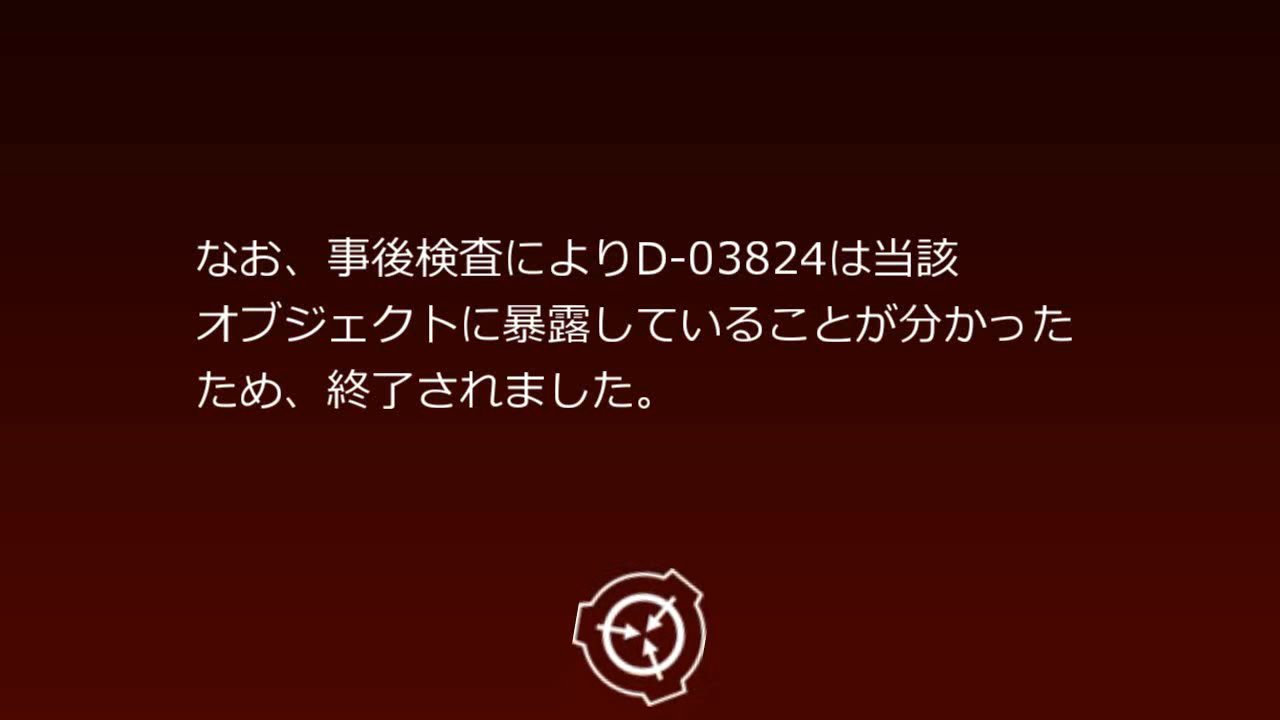 なお、事後検査によりD-03824は当該
オブジェクトに暴露していることが分かった
ため、終了されました。